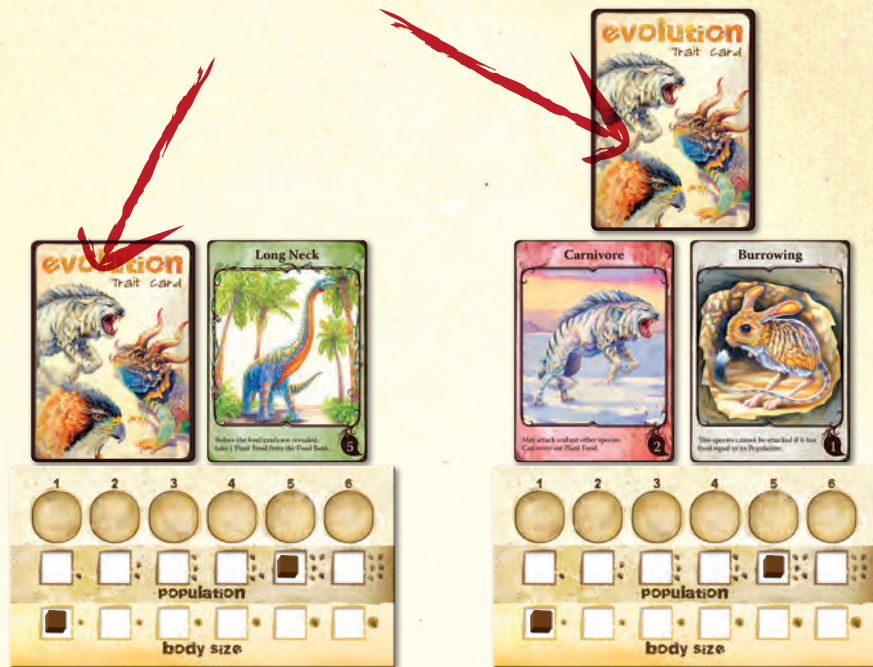 evolution
Trait Card
evolution
Trait Card
Long Neck
Before the food cards are revealed,
take 1 Plant Food from the Food Bank.
5
Carnivore
May attack and eat other species.
Can never eat Plant Food.
2
Burrowing
This species cannot be attacked if it has
food equal to its Population.
1
1 2 3 4 5 6
population
body size
1 2 3 4 5 6
population
body size